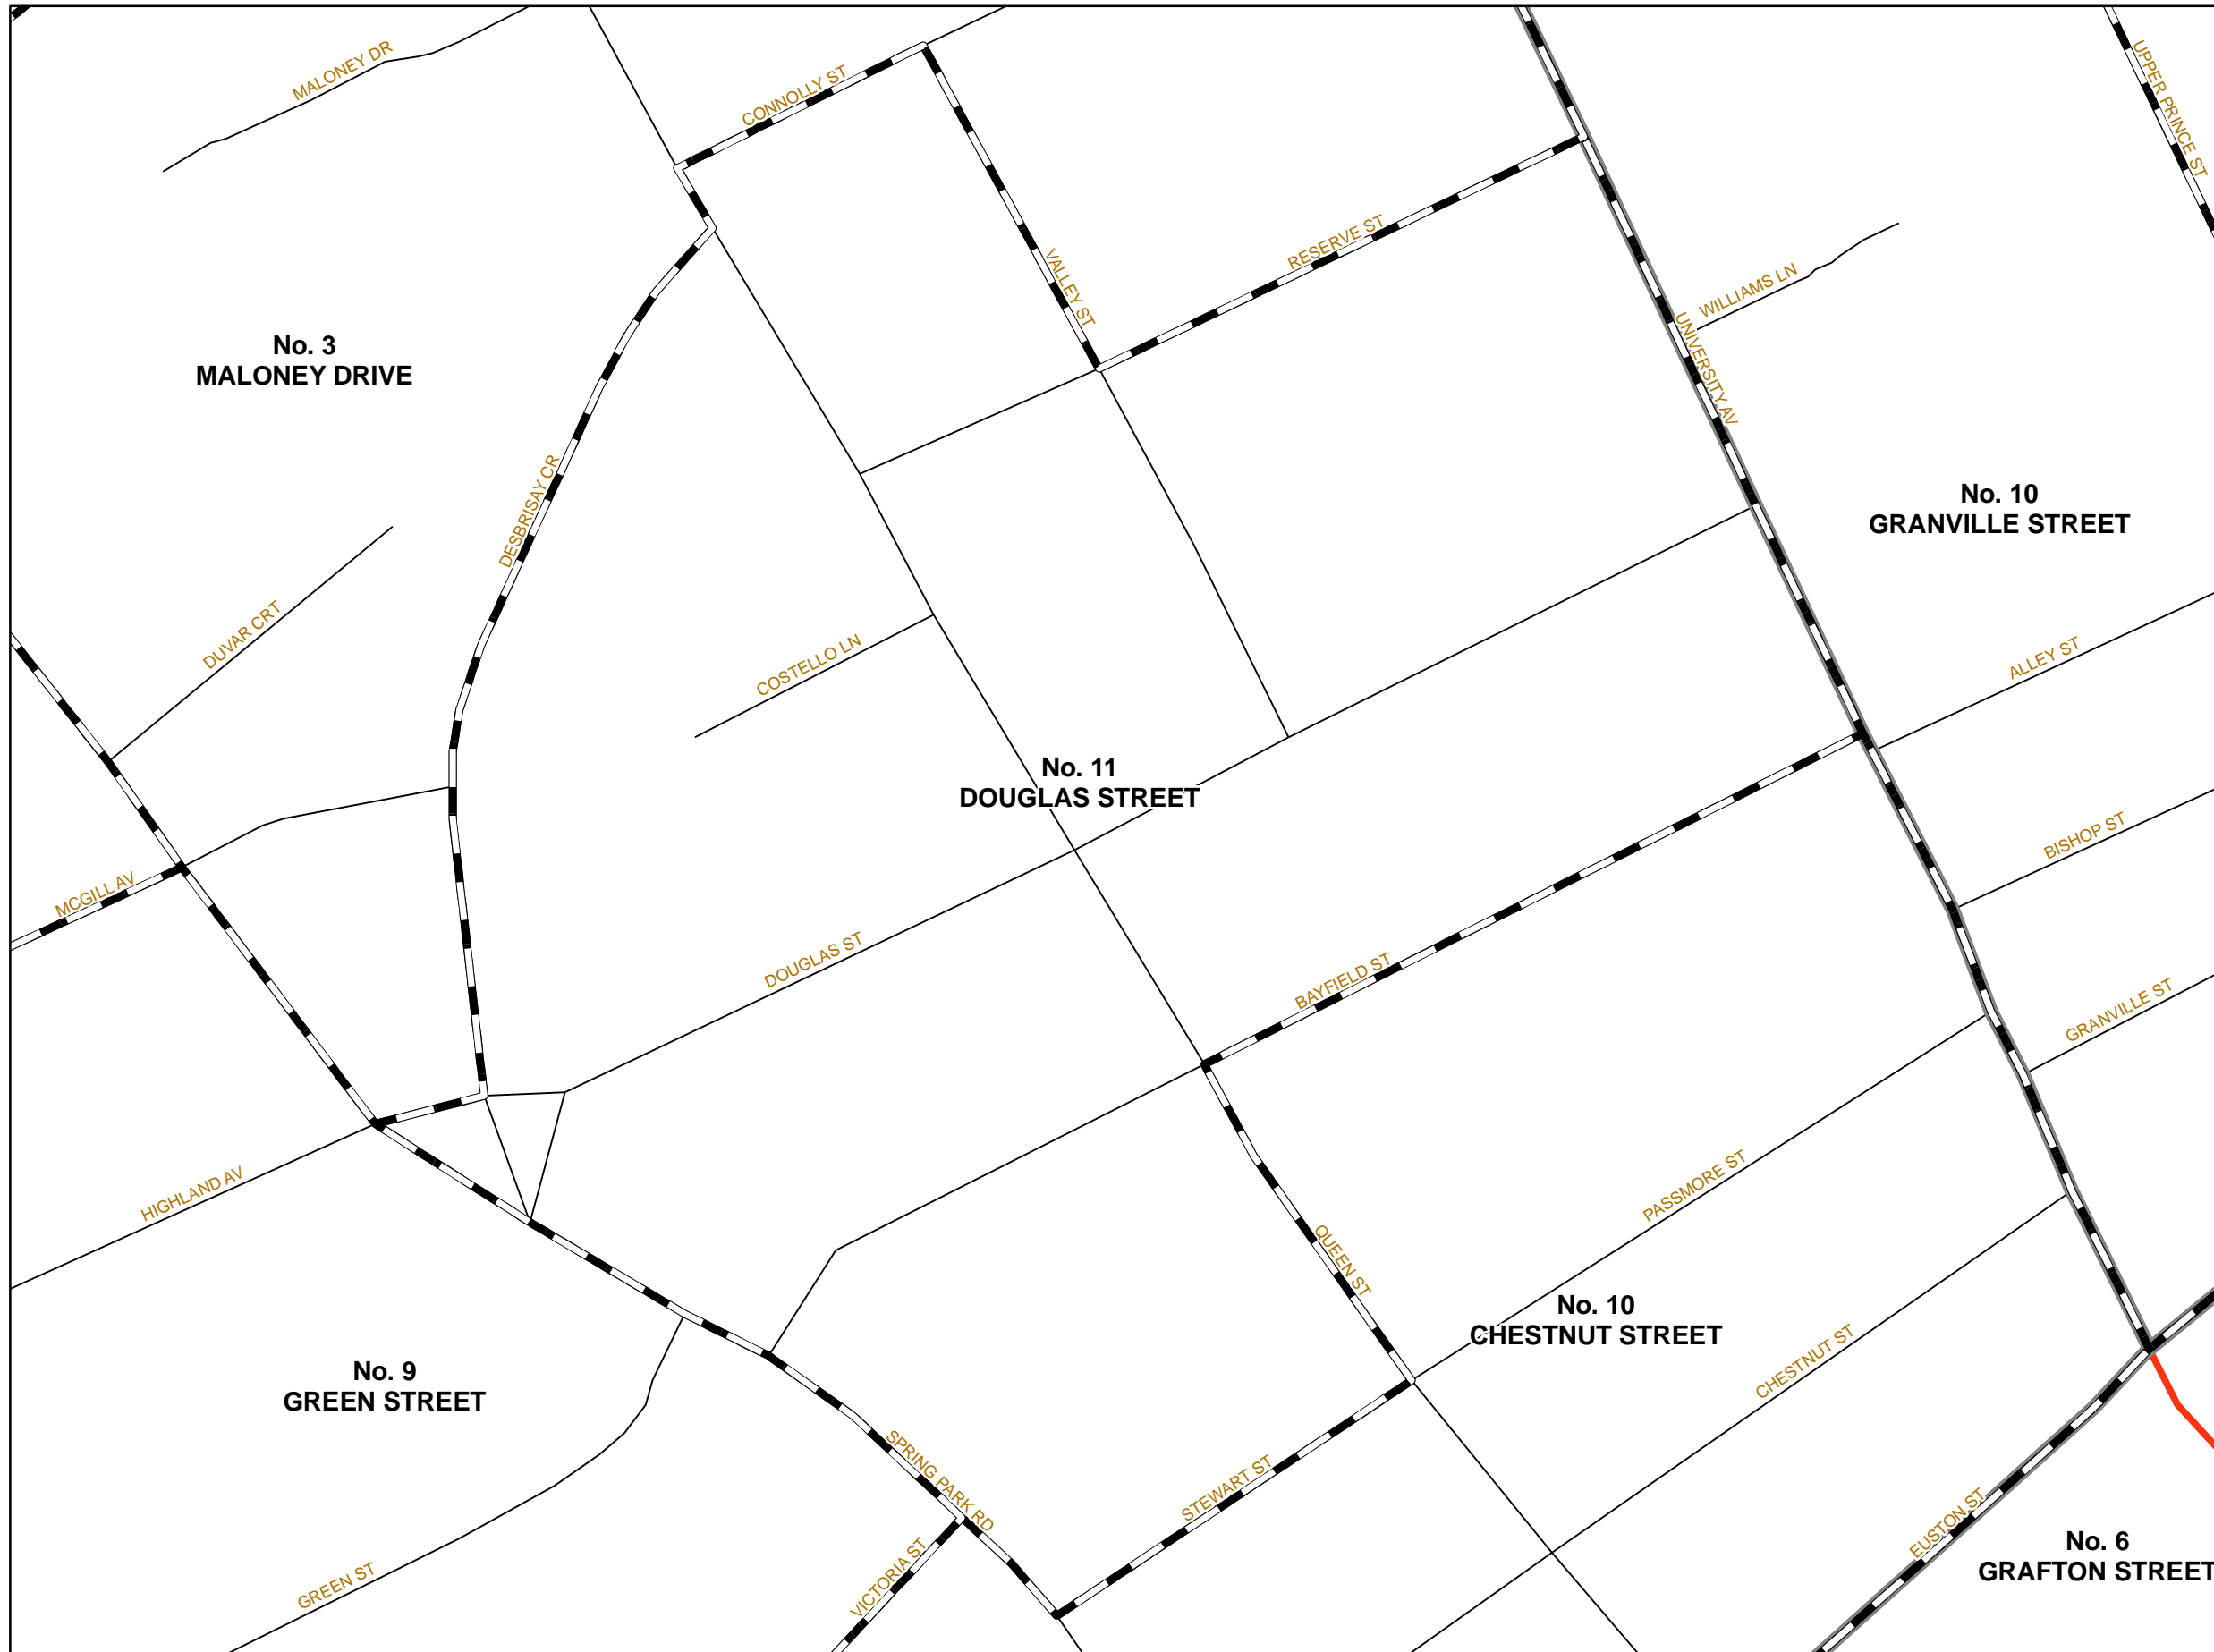 MALONEY DR
CONNOLLY ST
UPPER PRINCE ST
VALLEY ST
RESERVE ST
WILLIAMS LN
UNIVERSITY AV
No. 3
MALONEY DRIVE
DESBRISAY CR
No. 10
GRANVILLE STREET
DUVAR CRT
COSTELLO LN
ALLEY ST
No. 11
DOUGLAS STREET
BISHOP ST
MCGILL AV
DOUGLAS ST
BAYFIELD ST
GRANVILLE ST
HIGHLAND AV
PASSMORE ST
QUEEN ST
No. 10
CHESTNUT STREET
CHESTNUT ST
No. 9
GREEN STREET
SPRING PARK RD
STEWART ST
EUSTON ST
No. 6
GRAFTON STREET
VICTORIA ST
GREEN ST